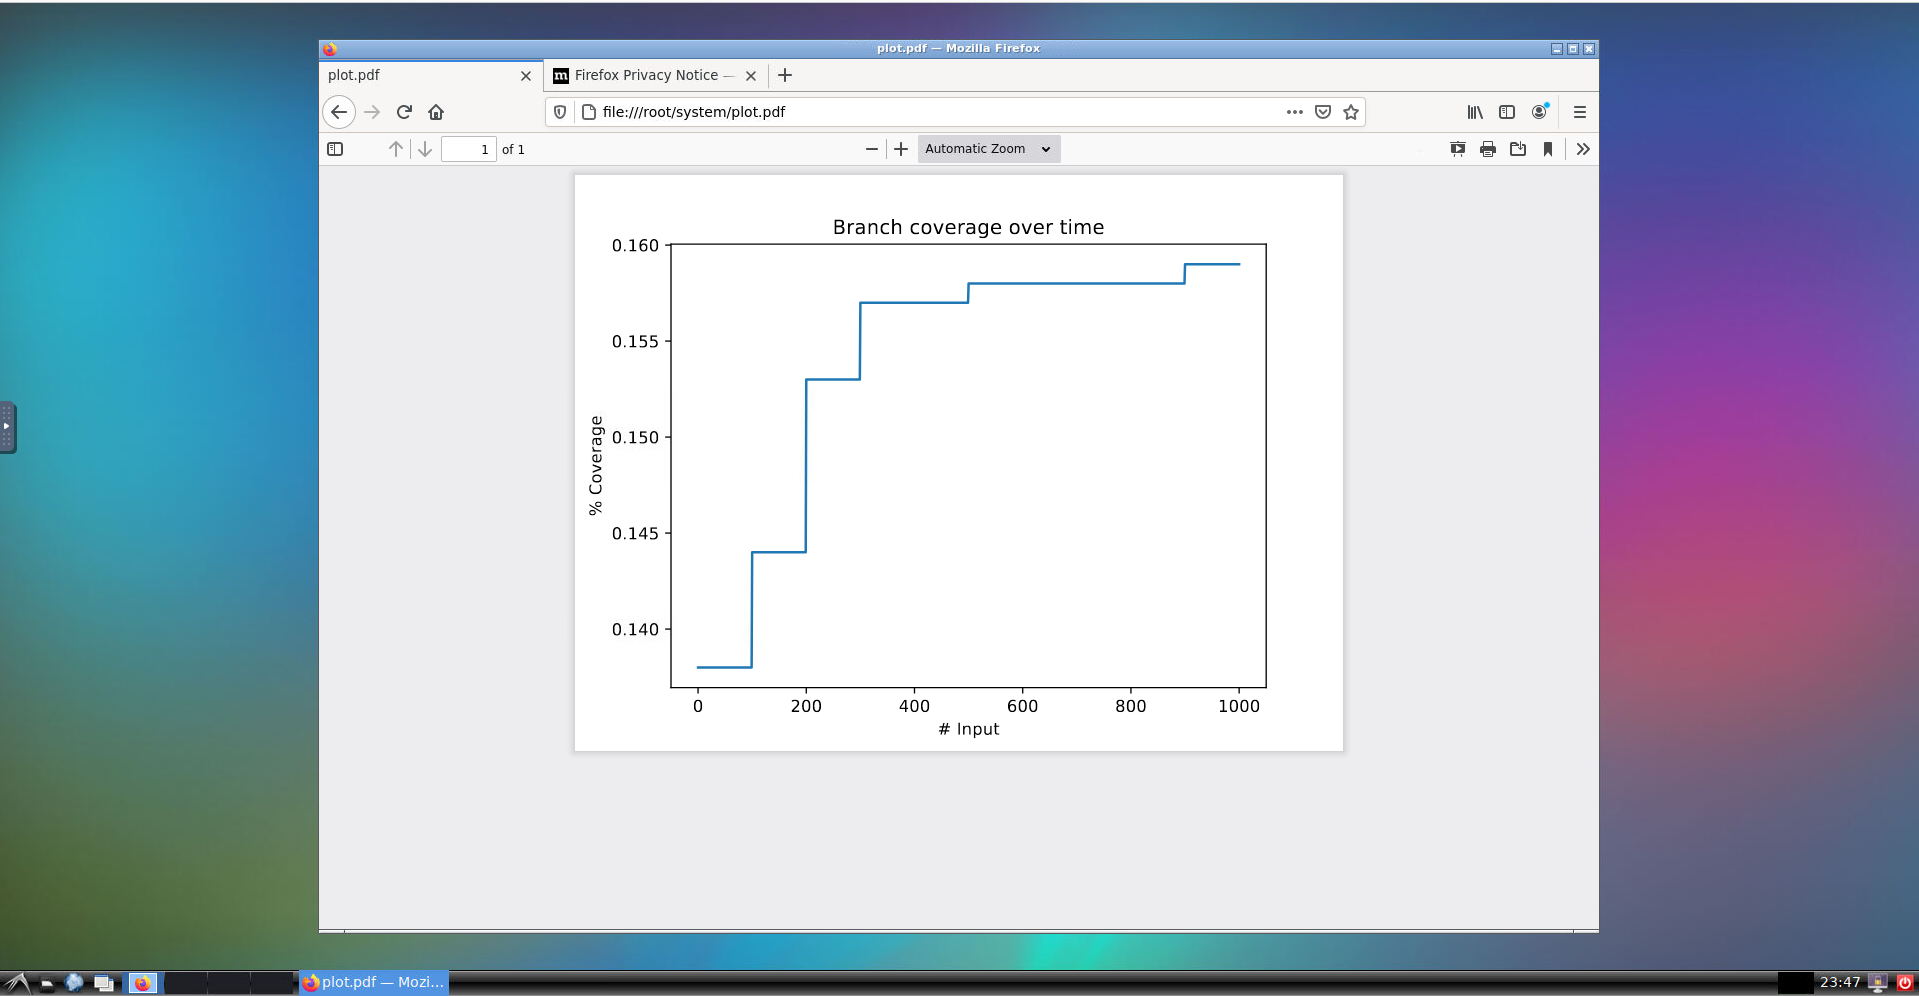 plot.pdf — Mozilla Firefox
plot.pdf
m Firefox Privacy Notice —
file:///root/system/plot.pdf
1 of 1
Automatic Zoom
Branch coverage over time
0.160
0.155
0.150
0.145
0.140
% Coverage
0 200 400 600 800 1000
# Input
plot.pdf — Mozi...
23:47